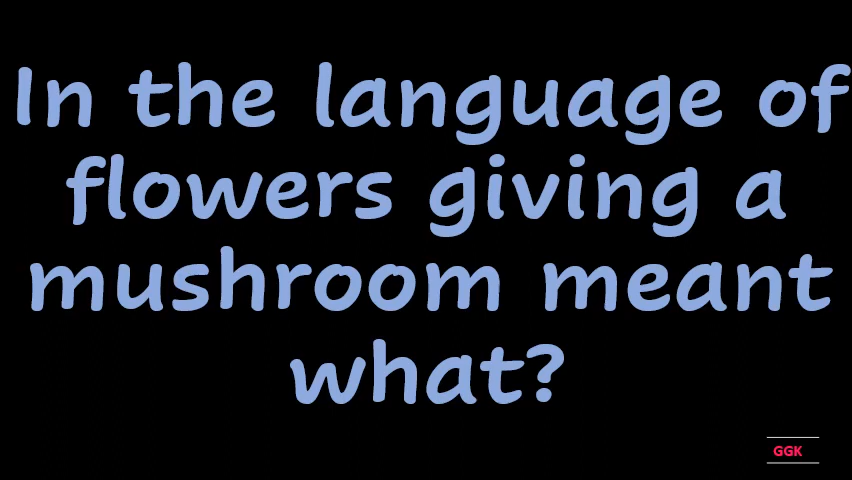 In the language of
flowers giving a
mushroom meant
what?
GGK